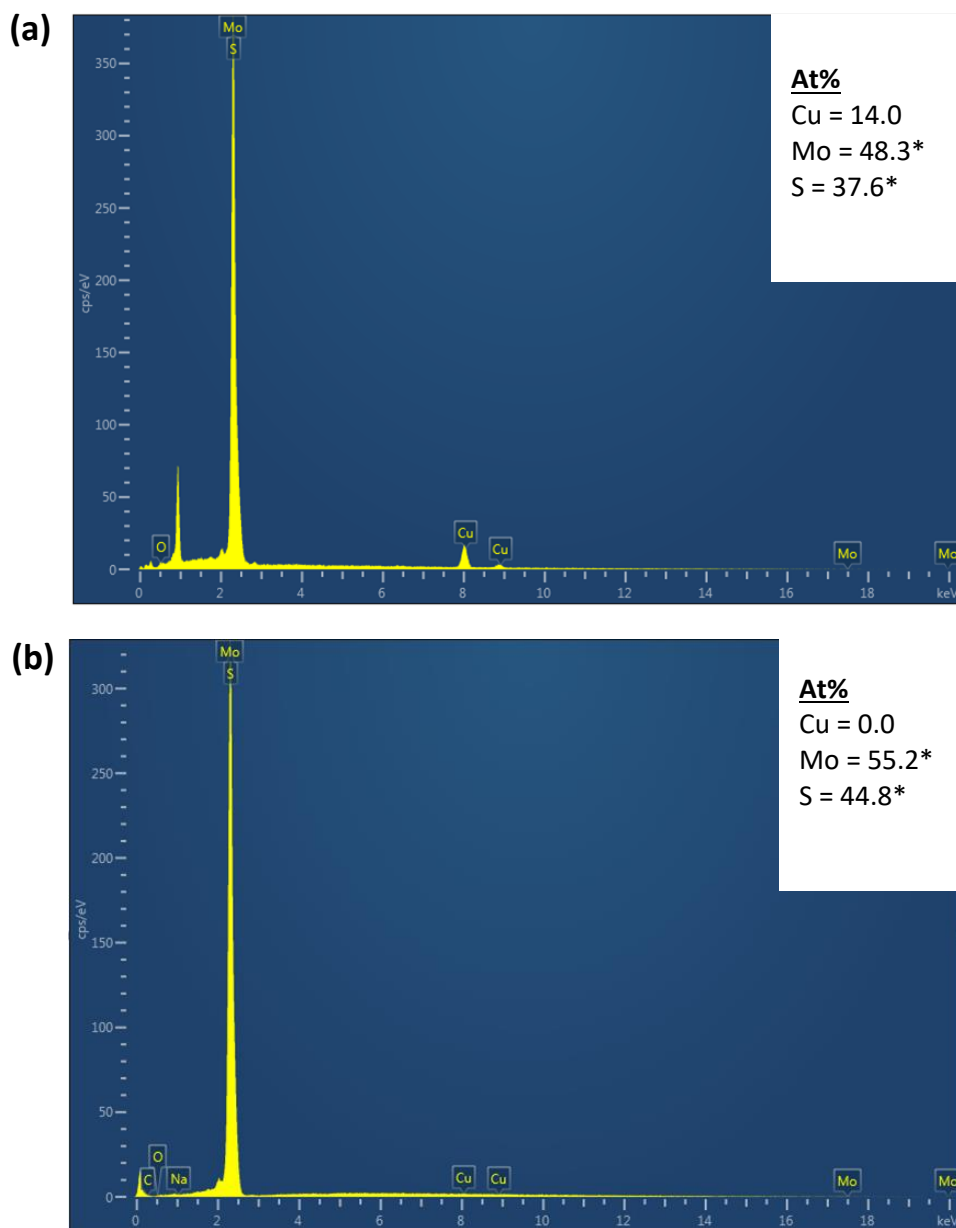 (a)
Mo
S
At%
Cu = 14.0
Mo = 48.3*
S = 37.6*
350
300
250
200
cps/eV
150
100
50
0
O
Cu
Cu
Mo
Mo
0 2 4 6 8 10 12 14 16 18 keV
(b)
Mo
S
At%
Cu = 0.0
Mo = 55.2*
S = 44.8*
300
250
200
cps/eV
150
100
50
0
C
O
Na
Cu
Cu
Mo
Mo
0 2 4 6 8 10 12 14 16 18 keV